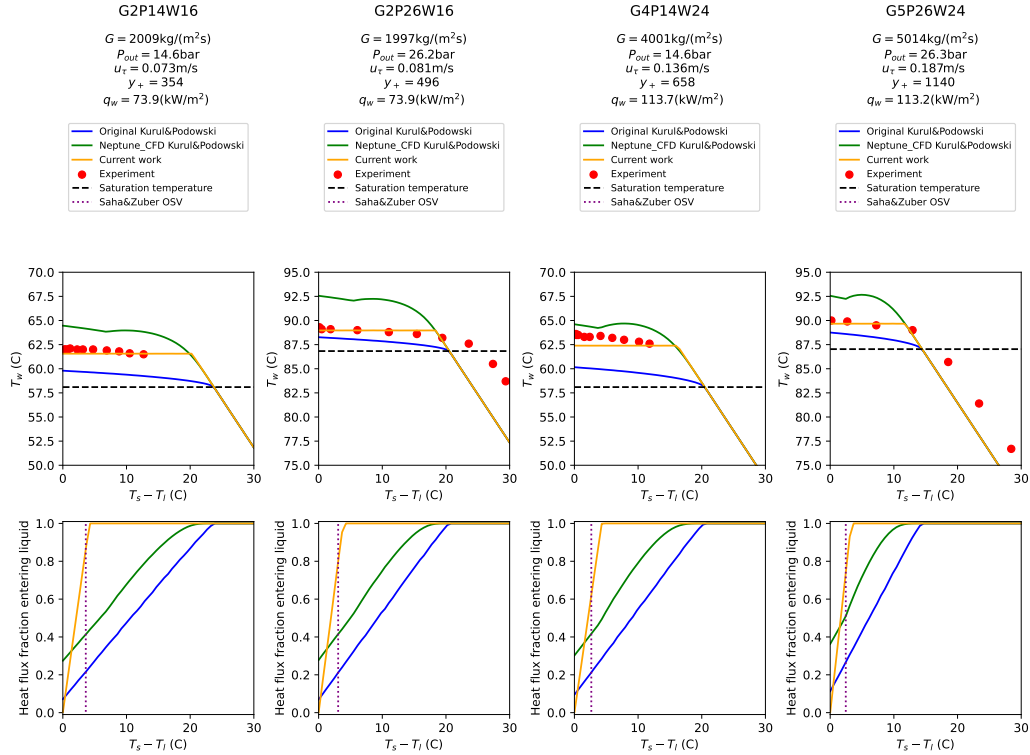 G2P14W16
G = 2009kg/(m²s)
P_out = 14.6bar
u_τ = 0.073m/s
y₊ = 354
q_w = 73.9(kW/m²)
Original Kurul&Podowski
Neptune_CFD Kurul&Podowski
Current work
Experiment
Saturation temperature
Saha&Zuber OSV
G2P26W16
G = 1997kg/(m²s)
P_out = 26.2bar
u_τ = 0.081m/s
y₊ = 496
q_w = 73.9(kW/m²)
Original Kurul&Podowski
Neptune_CFD Kurul&Podowski
Current work
Experiment
Saturation temperature
Saha&Zuber OSV
G4P14W24
G = 4001kg/(m²s)
P_out = 14.6bar
u_τ = 0.136m/s
y₊ = 658
q_w = 113.7(kW/m²)
Original Kurul&Podowski
Neptune_CFD Kurul&Podowski
Current work
Experiment
Saturation temperature
Saha&Zuber OSV
G5P26W24
G = 5014kg/(m²s)
P_out = 26.3bar
u_τ = 0.187m/s
y₊ = 1140
q_w = 113.2(kW/m²)
Original Kurul&Podowski
Neptune_CFD Kurul&Podowski
Current work
Experiment
Saturation temperature
Saha&Zuber OSV
T_w (C)
70.0
67.5
65.0
62.5
60.0
57.5
55.0
52.5
50.0
0 10 20 30
T_s − T_l (C)
T_w (C)
95.0
92.5
90.0
87.5
85.0
82.5
80.0
77.5
75.0
0 10 20 30
T_s − T_l (C)
T_w (C)
70.0
67.5
65.0
62.5
60.0
57.5
55.0
52.5
50.0
0 10 20 30
T_s − T_l (C)
T_w (C)
95.0
92.5
90.0
87.5
85.0
82.5
80.0
77.5
75.0
0 10 20 30
T_s − T_l (C)
Heat flux fraction entering liquid
1.0
0.8
0.6
0.4
0.2
0.0
0 10 20 30
T_s − T_l (C)
Heat flux fraction entering liquid
1.0
0.8
0.6
0.4
0.2
0.0
0 10 20 30
T_s − T_l (C)
Heat flux fraction entering liquid
1.0
0.8
0.6
0.4
0.2
0.0
0 10 20 30
T_s − T_l (C)
Heat flux fraction entering liquid
1.0
0.8
0.6
0.4
0.2
0.0
0 10 20 30
T_s − T_l (C)